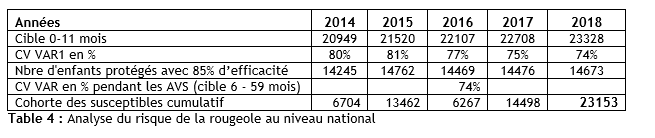 Années 2014 2015 2016 2017 2018
Cible 0-11 mois 20949 21520 22107 22708 23328
CV VAR1 en % 80% 81% 77% 75% 74%
Nbre d'enfants protégés avec 85% d’efficacité 14245 14762 14469 14476 14673
CV VAR en % pendant les AVS (cible 6 - 59 mois) 74%
Cohorte des susceptibles cumulatif 6704 13462 6267 14498 23153
Table 4 : Analyse du risque de la rougeole au niveau national